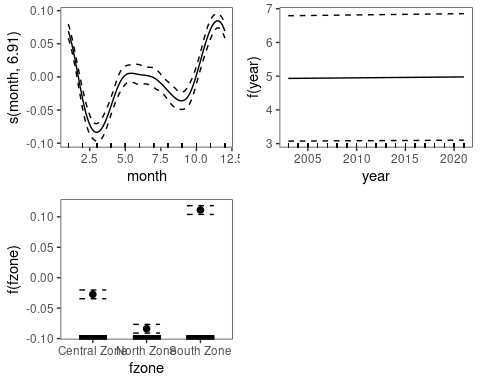 0.10
0.05
0.00
-0.05
-0.10
s(month, 6.91)
2.5 5.0 7.5 10.0 12.5
month
7
6
5
4
3
f(year)
2005 2010 2015 2020
year
0.10
0.05
0.00
-0.05
-0.10
f(fzone)
Central Zone North Zone South Zone
fzone